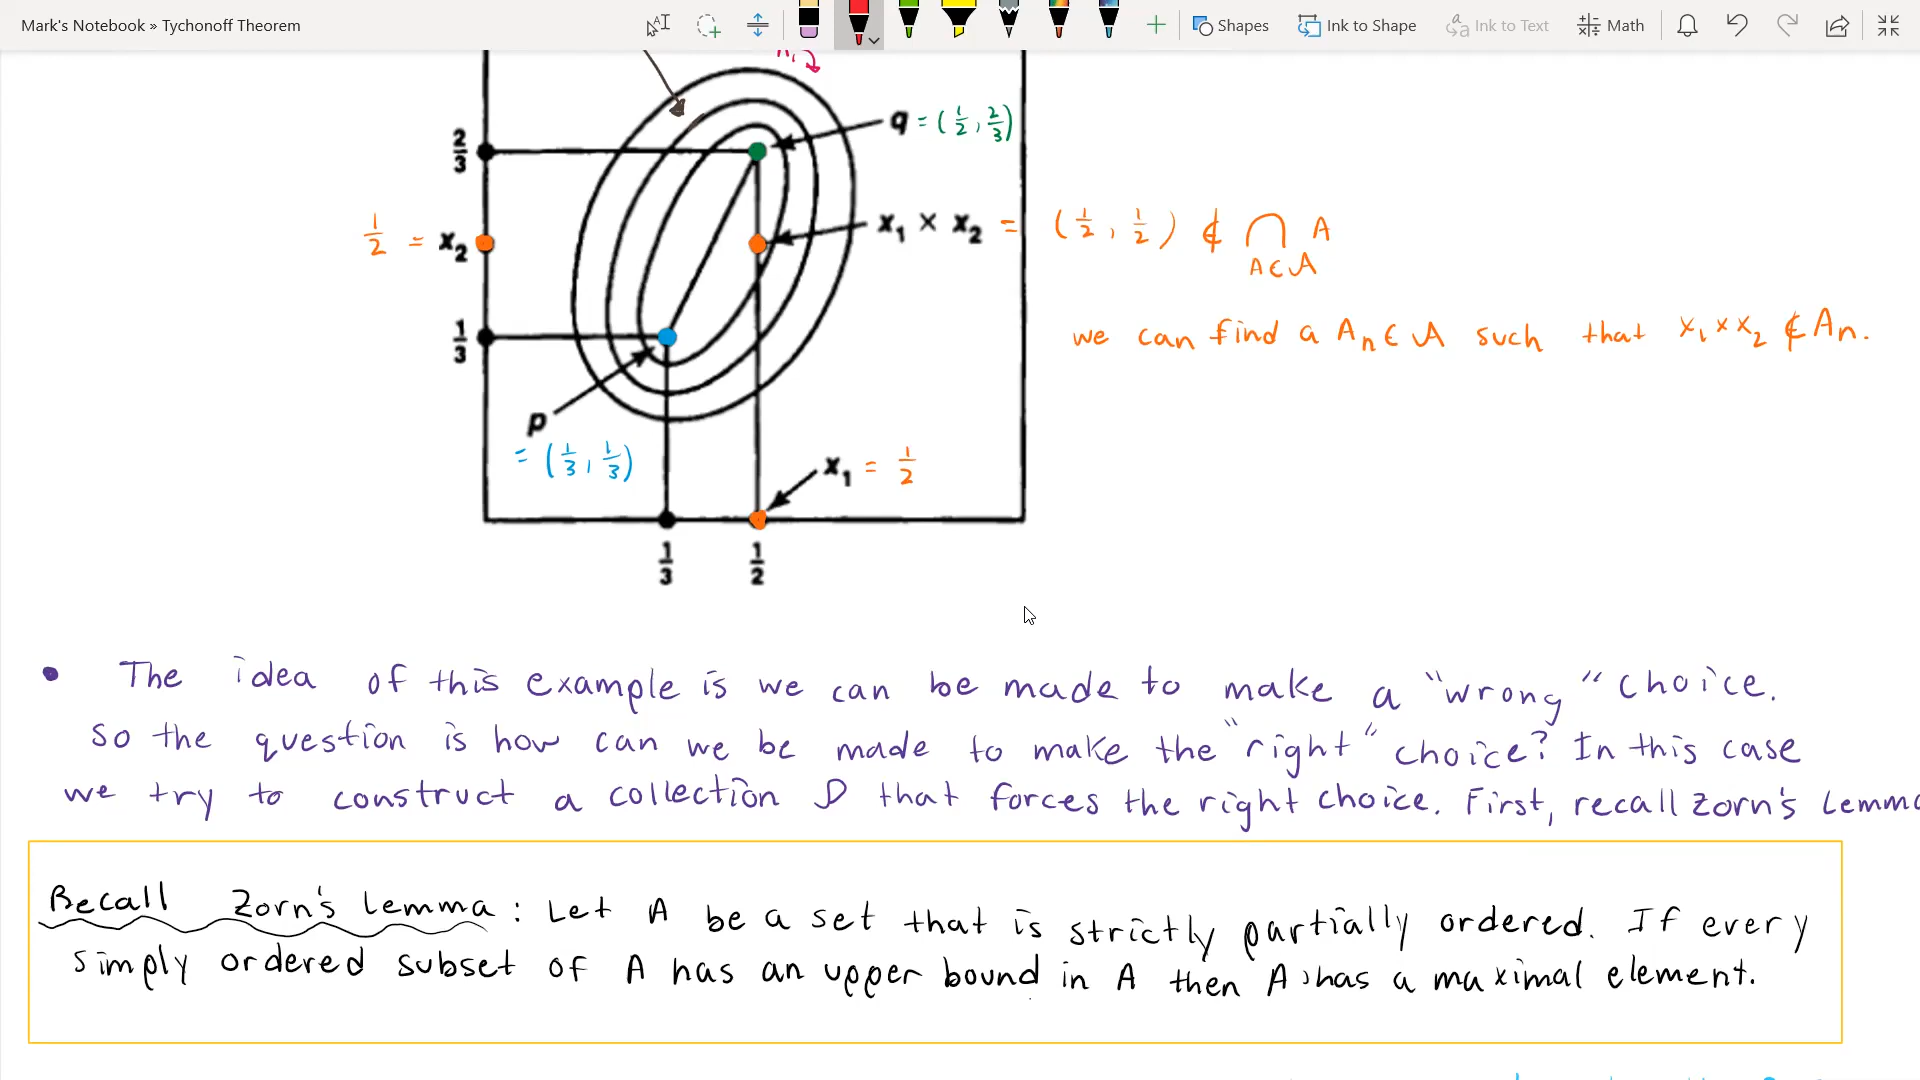 Mark's Notebook » Tychonoff Theorem
Shapes
Ink to Shape
Ink to Text
Math
q = (1/2, 2/3)
2/3
1/2 = x₂
x₁ × x₂ = (1/2, 1/2) ∉ ⋂ A
A∈𝒜
we can find a Aₙ ∈ 𝒜 such that x₁ × x₂ ∉ Aₙ.
1/3
p
= (1/3, 1/3)
x₁ = 1/2
1/3 1/2
• The idea of this example is we can be made to make a "wrong" choice.
So the question is how can we be made to make the "right" choice? In this case
we try to construct a collection D that forces the right choice. First, recall Zorn's Lemma
Recall Zorn's Lemma: Let A be a set that is strictly partially ordered. If every
simply ordered subset of A has an upper bound in A then A has a maximal element.